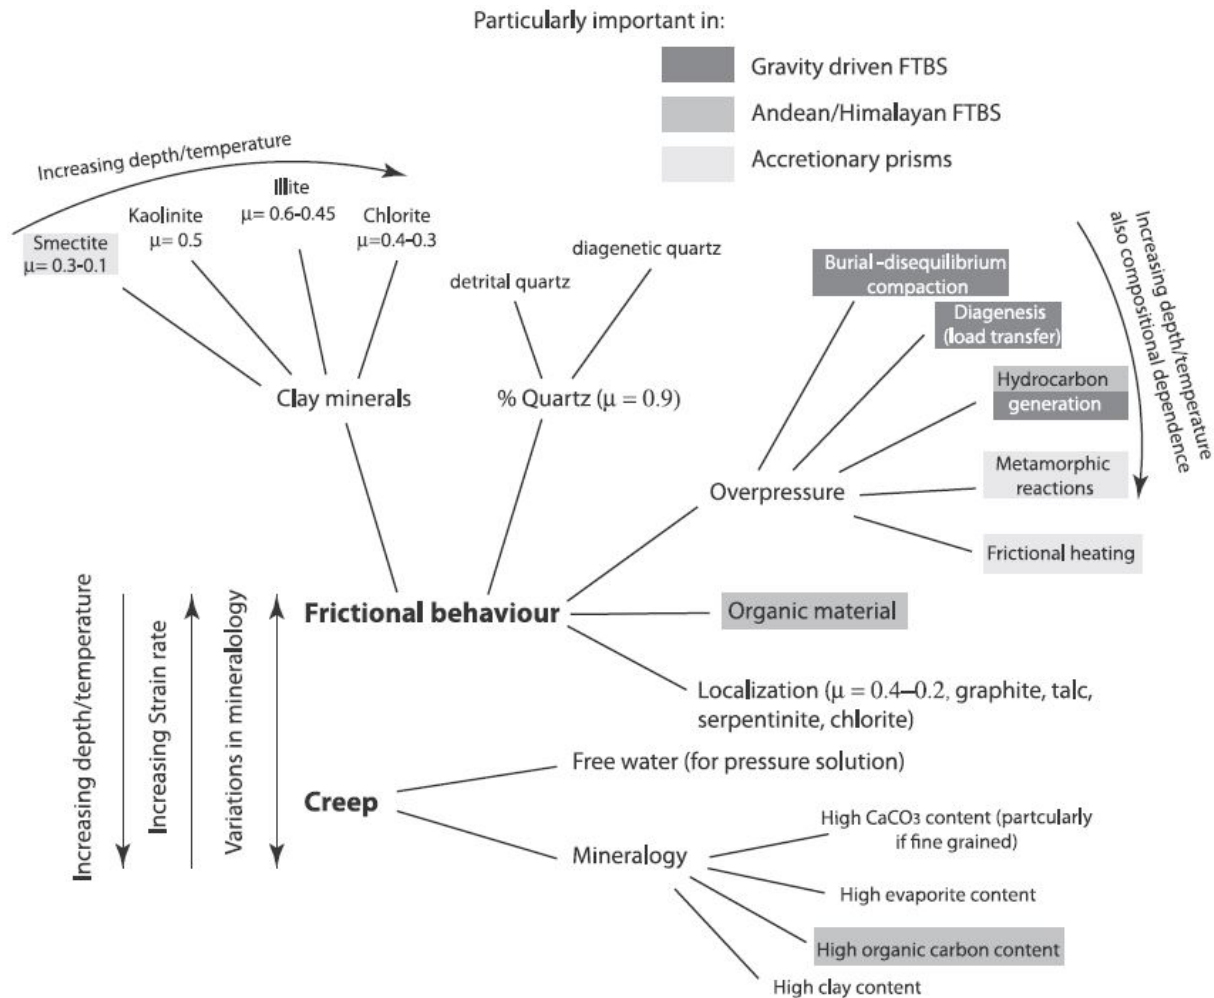 Particularly important in:
Gravity driven FTBS
Andean/Himalayan FTBS
Accretionary prisms
Increasing depth/temperature
Smectite
μ= 0.3-0.1
Kaolinite
μ= 0.5
Illite
μ= 0.6-0.45
Chlorite
μ=0.4-0.3
detrital quartz
diagenetic quartz
Clay minerals
% Quartz (μ = 0.9)
Burial -disequilibrium
compaction
Diagenesis
(load transfer)
Hydrocarbon
generation
Metamorphic
reactions
Frictional heating
Increasing depth/temperature
also compositional dependence
Overpressure
Frictional behaviour
Organic material
Localization (μ = 0.4–0.2, graphite, talc,
serpentinite, chlorite)
Increasing depth/temperature
Increasing Strain rate
Variations in mineralology
Creep
Free water (for pressure solution)
Mineralogy
High CaCO3 content (partcularly
if fine grained)
High evaporite content
High organic carbon content
High clay content